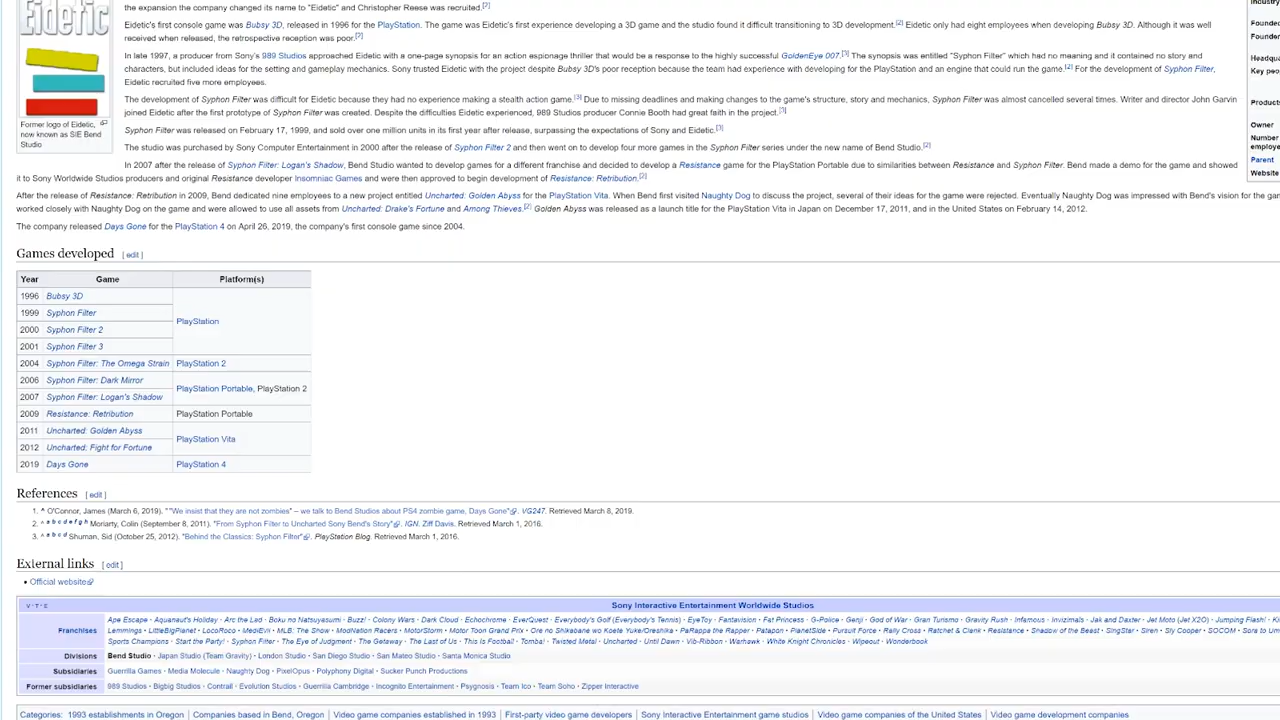 the expansion the company changed its name to "Eidetic" and Christopher Reese was recruited.[2]
Eidetic
Former logo of Eidetic,
now known as SIE Bend
Studio
Eidetic's first console game was Bubsy 3D, released in 1996 for the PlayStation. The game was Eidetic's first experience developing a 3D game and the studio found it difficult transitioning to 3D development.[2] Eidetic only had eight employees when developing Bubsy 3D. Although it was well
received when released, the retrospective reception was poor.[2]
In late 1997, a producer from Sony's 989 Studios approached Eidetic with a one-page synopsis for an action espionage thriller that would be a response to the highly successful GoldenEye 007.[3] The synopsis was entitled "Syphon Filter" which had no meaning and it contained no story and
characters, but included ideas for the setting and gameplay mechanics. Sony trusted Eidetic with the project despite Bubsy 3D's poor reception because the team had experience with developing for the PlayStation and an engine that could run the game.[2] For the development of Syphon Filter,
Eidetic recruited five more employees.
The development of Syphon Filter was difficult for Eidetic because they had no experience making a stealth action game.[3] Due to missing deadlines and making changes to the game's structure, story and mechanics, Syphon Filter was almost cancelled several times. Writer and director John Garvin
joined Eidetic after the first prototype of Syphon Filter was created. Despite the difficulties Eidetic experienced, 989 Studios producer Connie Booth had great faith in the project.[3]
Syphon Filter was released on February 17, 1999, and sold over one million units in its first year after release, surpassing the expectations of Sony and Eidetic.[3]
The studio was purchased by Sony Computer Entertainment in 2000 after the release of Syphon Filter 2 and then went on to develop four more games in the Syphon Filter series under the new name of Bend Studio.[2]
In 2007 after the release of Syphon Filter: Logan's Shadow, Bend Studio wanted to develop games for a different franchise and decided to develop a Resistance game for the PlayStation Portable due to similarities between Resistance and Syphon Filter. Bend made a demo for the game and showed
it to Sony Worldwide Studios producers and original Resistance developer Insomniac Games and were then approved to begin development of Resistance: Retribution.[2]
After the release of Resistance: Retribution in 2009, Bend dedicated nine employees to a new project entitled Uncharted: Golden Abyss for the PlayStation Vita. When Bend first visited Naughty Dog to discuss the project, several of their ideas for the game were rejected. Eventually Naughty Dog was impressed with Bend's vision for the gam
worked closely with Naughty Dog on the game and were allowed to use all assets from Uncharted: Drake's Fortune and Among Thieves.[2] Golden Abyss was released as a launch title for the PlayStation Vita in Japan on December 17, 2011, and in the United States on February 14, 2012.
The company released Days Gone for the PlayStation 4 on April 26, 2019, the company's first console game since 2004.
Industry
Founded
Founder
Headqua
Key peo
Products
Owner
Number
employe
Parent
Website
Games developed [ edit ]
Year Game Platform(s)
1996 Bubsy 3D
1999 Syphon Filter
PlayStation
2000 Syphon Filter 2
2001 Syphon Filter 3
2004 Syphon Filter: The Omega Strain PlayStation 2
2006 Syphon Filter: Dark Mirror
PlayStation Portable, PlayStation 2
2007 Syphon Filter: Logan's Shadow
2009 Resistance: Retribution PlayStation Portable
2011 Uncharted: Golden Abyss
PlayStation Vita
2012 Uncharted: Fight for Fortune
2019 Days Gone PlayStation 4
References [ edit ]
1. ^ O'Connor, James (March 6, 2019). ""We insist that they are not zombies" – we talk to Bend Studios about PS4 zombie game, Days Gone". VG247. Retrieved March 8, 2019.
2. ^ a b c d e f g h Moriarty, Colin (September 8, 2011). "From Syphon Filter to Uncharted Sony Bend's Story". IGN. Ziff Davis. Retrieved March 1, 2016.
3. ^ a b c d Shuman, Sid (October 25, 2012). "Behind the Classics: Syphon Filter". PlayStation Blog. Retrieved March 1, 2016.
External links [ edit ]
• Official website
V · T · E Sony Interactive Entertainment Worldwide Studios
Franchises
Ape Escape · Aquanaut's Holiday · Arc the Lad · Boku no Natsuyasumi · Buzz! · Colony Wars · Dark Cloud · Echochrome · EverQuest · Everybody's Golf (Everybody's Tennis) · EyeToy · Fantavision · Fat Princess · G-Police · Genji · God of War · Gran Turismo · Gravity Rush · Infamous · Invizimals · Jak and Daxter · Jet Moto (Jet X2O) · Jumping Flash! · Ki
Lemmings · LittleBigPlanet · LocoRoco · MediEvil · MLB: The Show · ModNation Racers · MotorStorm · Motor Toon Grand Prix · Ore no Shikabane wo Koete Yuke/Oreshika · PaRappa the Rapper · Patapon · PlanetSide · Pursuit Force · Rally Cross · Ratchet & Clank · Resistance · Shadow of the Beast · SingStar · Siren · Sly Cooper · SOCOM · Sora to Um
Sports Champions · Start the Party! · Syphon Filter · The Eye of Judgment · The Getaway · The Last of Us · This Is Football · Tombal · Twisted Metal · Uncharted · Until Dawn · Vib-Ribbon · Warhawk · White Knight Chronicles · Wipeout · Wonderbook
Divisions Bend Studio · Japan Studio (Team Gravity) · London Studio · San Diego Studio · San Mateo Studio · Santa Monica Studio
Subsidiaries Guerrilla Games · Media Molecule · Naughty Dog · PixelOpus · Polyphony Digital · Sucker Punch Productions
Former subsidiaries 989 Studios · Bigbig Studios · Contrail · Evolution Studios · Guerrilla Cambridge · Incognito Entertainment · Psygnosis · Team Ico · Team Soho · Zipper Interactive
Categories: 1993 establishments in Oregon | Companies based in Bend, Oregon | Video game companies established in 1993 | First-party video game developers | Sony Interactive Entertainment game studios | Video game companies of the United States | Video game development companies